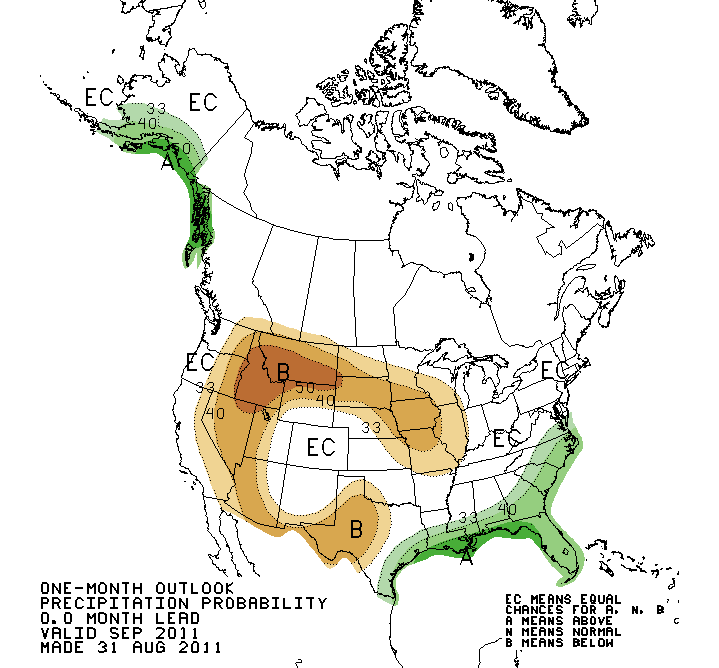 EC
33
EC
40
50
A
EC
B
EC
33
50
40
40
33
EC
EC
B
40
33
A
ONE-MONTH OUTLOOK
PRECIPITATION PROBABILITY
0.0 MONTH LEAD
VALID SEP 2011
MADE 31 AUG 2011
EC MEANS EQUAL
CHANCES FOR A, N, B
A MEANS ABOVE
N MEANS NORMAL
B MEANS BELOW